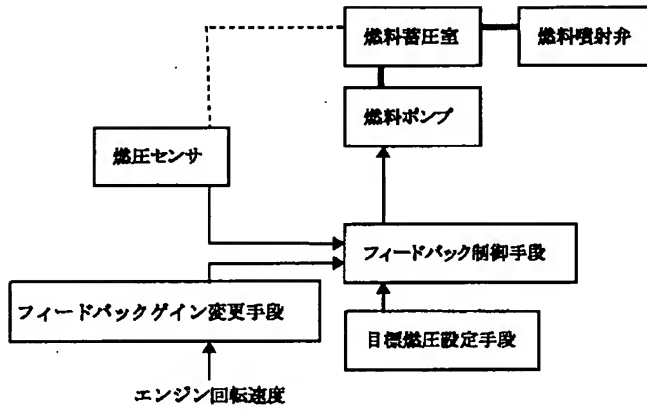 燃料蓄圧室
燃料噴射弁
燃料ポンプ
燃圧センサ
フィードバック制御手段
フィードバックゲイン変更手段
目標燃圧設定手段
エンジン回転速度